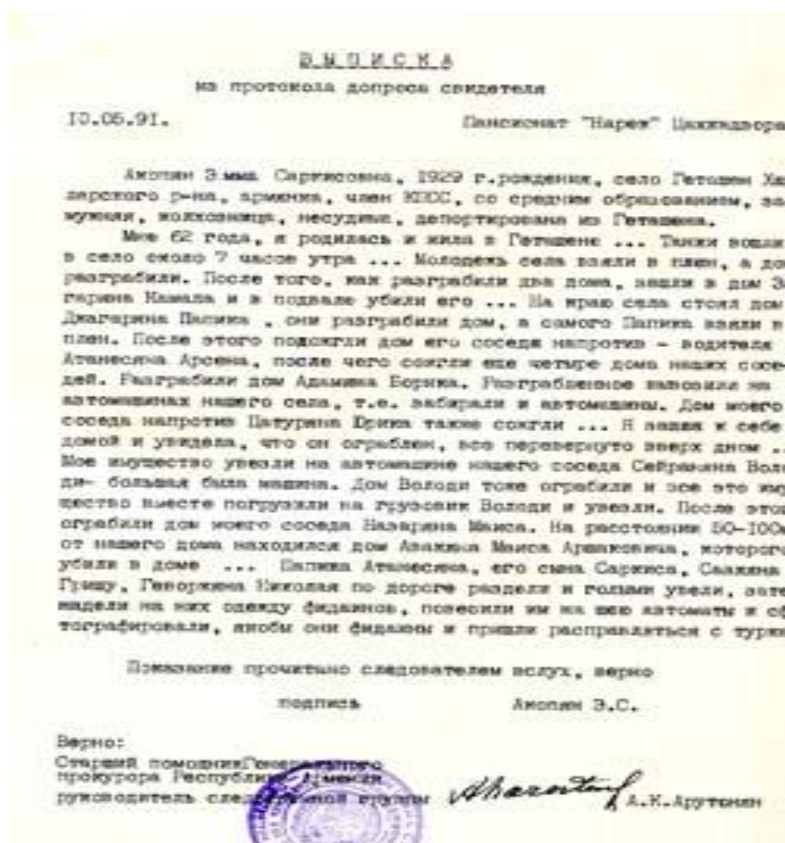 ВЫПИСКА
из протокола допроса свидетеля
10.05.91. Пансионат "Нарек" Цахкадзора
Акопян Эмма Саркисовна, 1929 г.рождения, село Геташен Хан
ларского р-на, армянка, член КПСС, со средним образованием, за
мужняя, колхозница, несудима, депортирована из Геташена.
Мне 62 года, я родилась и жила в Геташене ... Танки вошли
в село около 7 часов утра ... Молодежь села взяли в плен, а до
разграбили. После того, как разграбили два дома, зашли в дом
гаряна Камала и в подвале убили его ... На краю села стоял дом
Джагаряна Папика , они разграбили дом, а самого Папика взяли в
плен. После этого подожгли дом его соседа напротив - водителя
Атанесяна Арсена, после чего сожгли еще четыре дома наших сосе-
дей. Разграбили дом Адамяна Борика. Разграбленное вывозили на
автомашинах нашего села, т.е. забирали и автомашины. Дом моего
соседа напротив Цатуряна Юрика также сожгли ... Я зашла к себе
домой и увидела, что он ограблен, все перевернуто вверх дном ..
Мое имущество увезли на автомашине нашего соседа Сейраняна Воло
ди- большая была машина. Дом Володи тоже ограбили и все это иму
щество вместе погрузили на грузовик Володи и увезли. После этог
ограбили дом моего соседа Назаряна Маиса. На расстоянии 50-100м
от нашего дома находился дом Авакяна Маиса Аршаковича, которого
убили в доме ... Папика Атанесяна, его сына Саркиса, Саакяна
Гришу, Геворкяна Николая по дороге раздели и голыми увели, зате
надели на них одежду фидаинов, повесили им на шею автоматы и сф
тографировали, якобы они фидаины и пришли расправляться с турк
Показание прочитано следователем вслух, верно
подпись Акопян Э.С.
Верно:
Старший помощник Генерального
прокурора Республики Армения
руководитель следственной группы А.К.Арутюнян